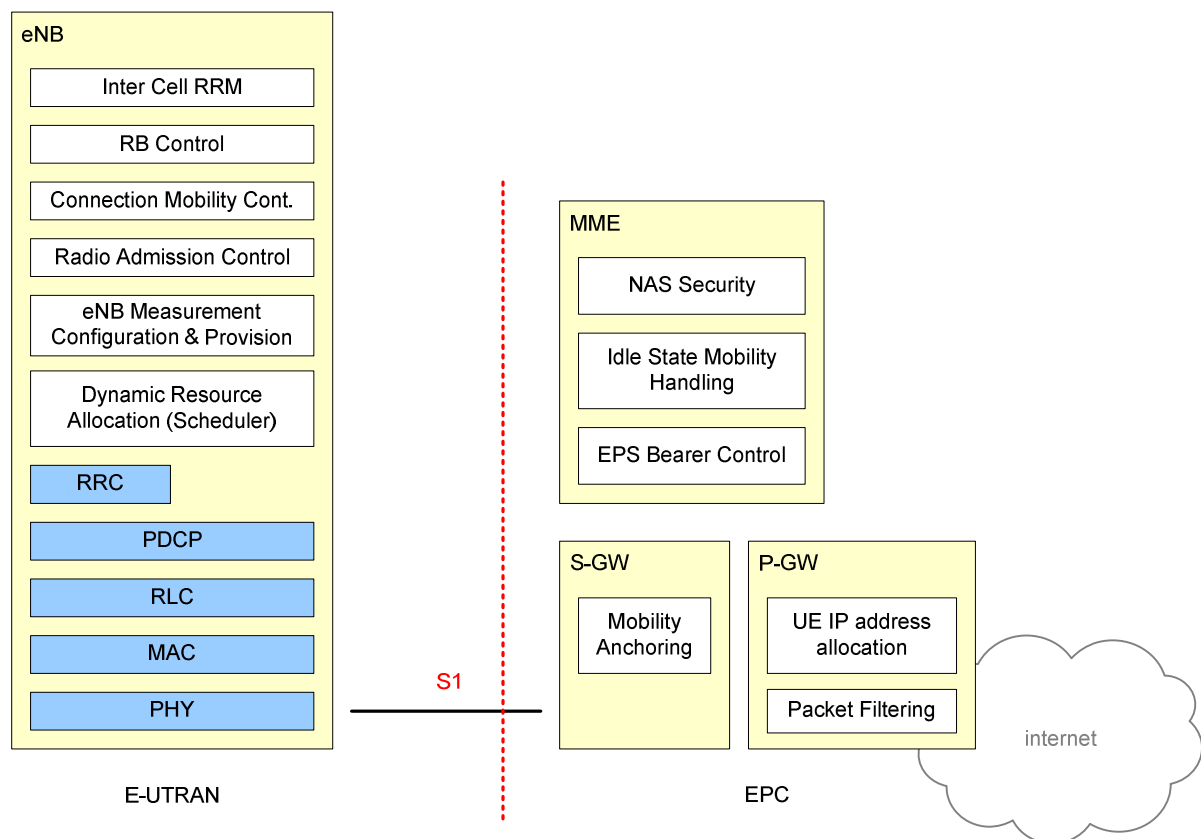 eNB
Inter Cell RRM
RB Control
Connection Mobility Cont.
Radio Admission Control
eNB Measurement
Configuration & Provision
Dynamic Resource
Allocation (Scheduler)
RRC
PDCP
RLC
MAC
PHY
S1
MME
NAS Security
Idle State Mobility
Handling
EPS Bearer Control
S-GW
Mobility
Anchoring
P-GW
UE IP address
allocation
Packet Filtering
internet
E-UTRAN
EPC